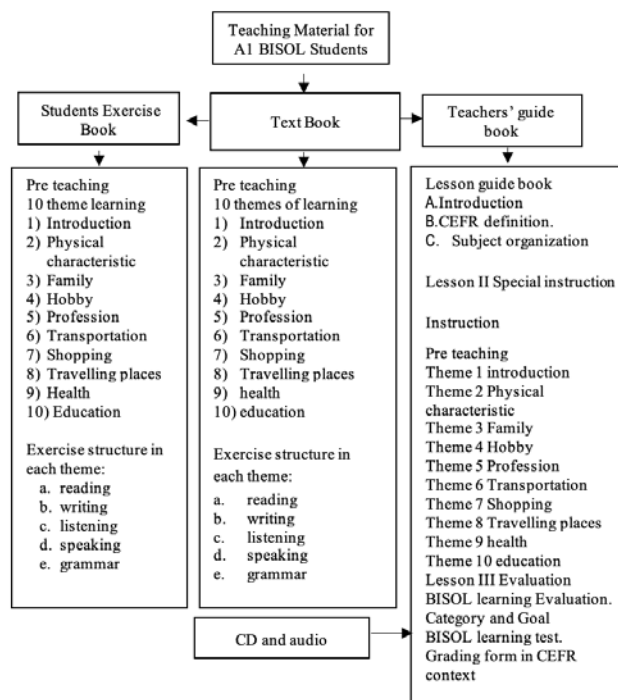 Teaching Material for
A1 BISOL Students
Students Exercise
Book
Text Book
Teachers' guide
book
Pre teaching
10 theme learning
1) Introduction
2) Physical
characteristic
3) Family
4) Hobby
5) Profession
6) Transportation
7) Shopping
8) Travelling places
9) Health
10) Education
Exercise structure in
each theme:
a. reading
b. writing
c. listening
d. speaking
e. grammar
Pre teaching
10 themes of learning
1) Introduction
2) Physical
characteristic
3) Family
4) Hobby
5) Profession
6) Transportation
7) Shopping
8) Travelling places
9) health
10) education
Exercise structure in
each theme:
a. reading
b. writing
c. listening
d. speaking
e. grammar
Lesson guide book
A.Introduction
B.CEFR definition.
C. Subject organization
Lesson II Special instruction
Instruction
Pre teaching
Theme 1 introduction
Theme 2 Physical
characteristic
Theme 3 Family
Theme 4 Hobby
Theme 5 Profession
Theme 6 Transportation
Theme 7 Shopping
Theme 8 Travelling places
Theme 9 health
Theme 10 education
Lesson III Evaluation
BISOL learning Evaluation.
Category and Goal
BISOL learning test.
Grading form in CEFR
context
CD and audio